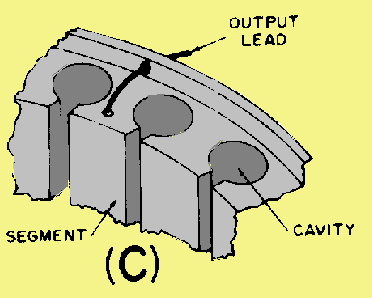 OUTPUT
LEAD
SEGMENT
CAVITY
(C)